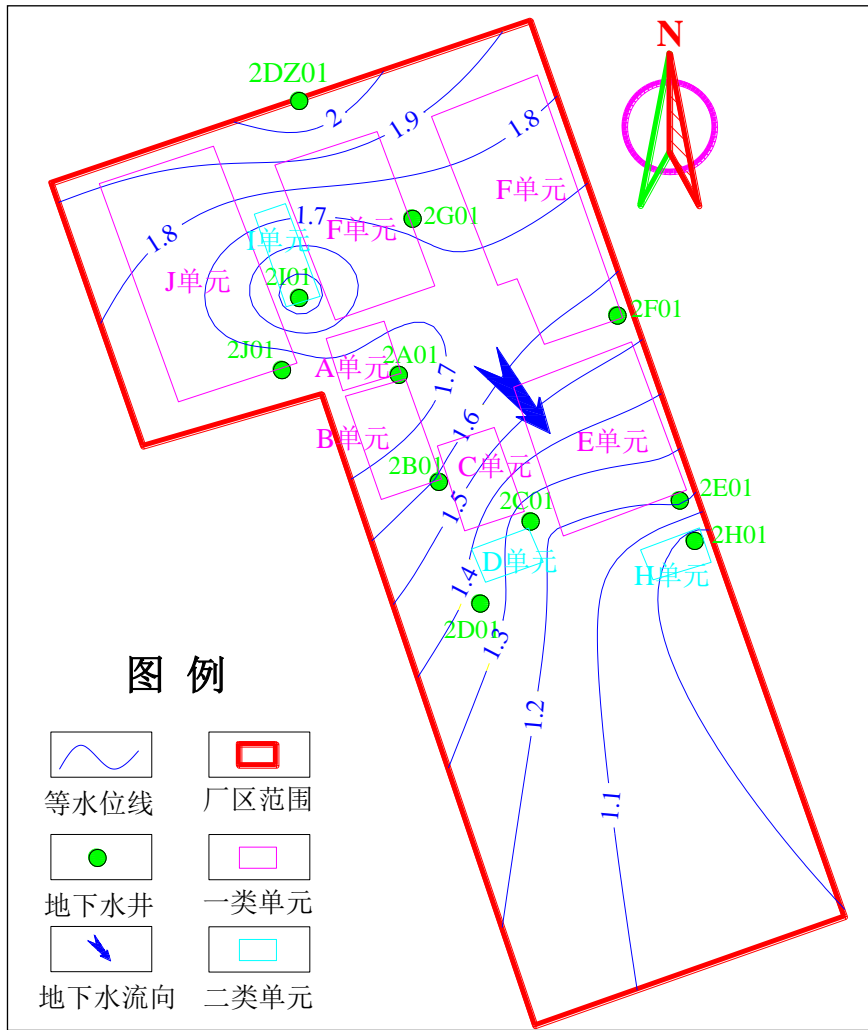 N
2DZ01
2
1.9
1.8
F单元
1.7
2G01
F单元
1.8
I单元
J单元
2I01
2F01
2J01
A单元
2A01
1.7
1.6
B单元
E单元
C单元
2B01
2C01
2E01
1.5
2H01
D单元
H单元
1.4
2D01
1.3
1.2
1.1
图 例
等水位线
厂区范围
地下水井
一类单元
地下水流向
二类单元